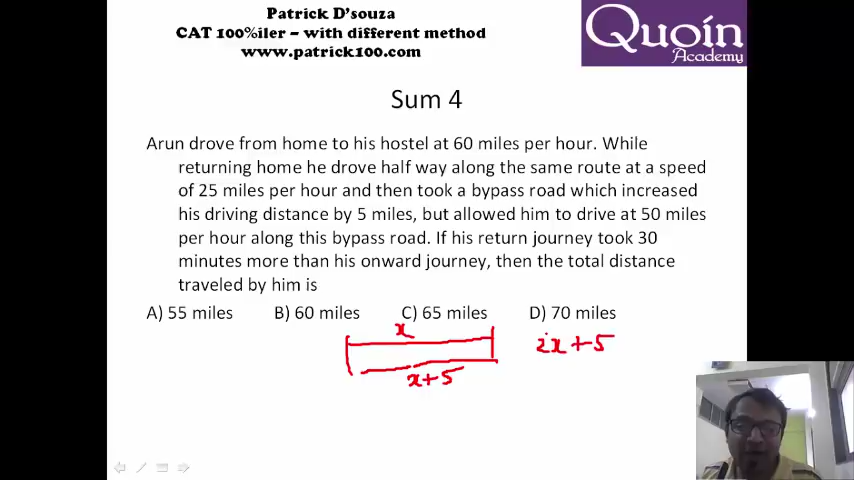 Patrick D'souza
CAT 100%iler – with different method
www.patrick100.com
Quoin
Academy
Sum 4
Arun drove from home to his hostel at 60 miles per hour. While
returning home he drove half way along the same route at a speed
of 25 miles per hour and then took a bypass road which increased
his driving distance by 5 miles, but allowed him to drive at 50 miles
per hour along this bypass road. If his return journey took 30
minutes more than his onward journey, then the total distance
traveled by him is
A) 55 miles B) 60 miles C) 65 miles D) 70 miles
x
2x+5
x+5